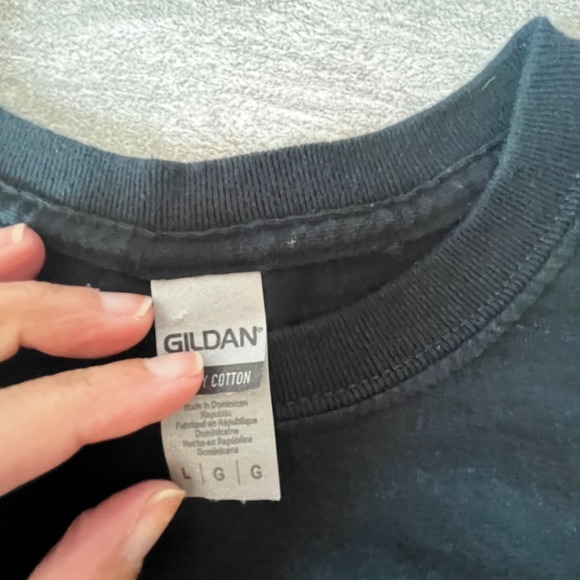 GILDAN®
Y COTTON
Made in Dominican
Republic
Fabriqué en République
Dominicaine
Hecho en República
Dominicana
L | G | G